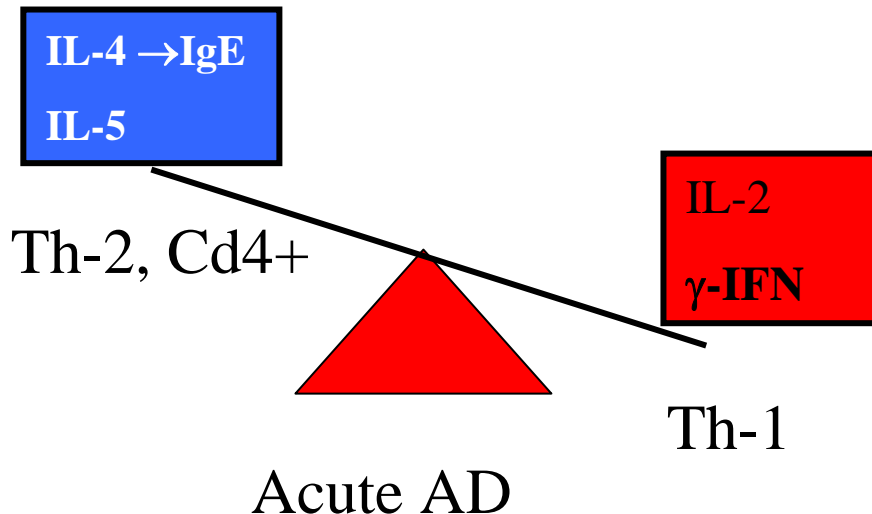 IL-4 →IgE
IL-5
IL-2
γ-IFN
Th-2, Cd4+
Th-1
Acute AD